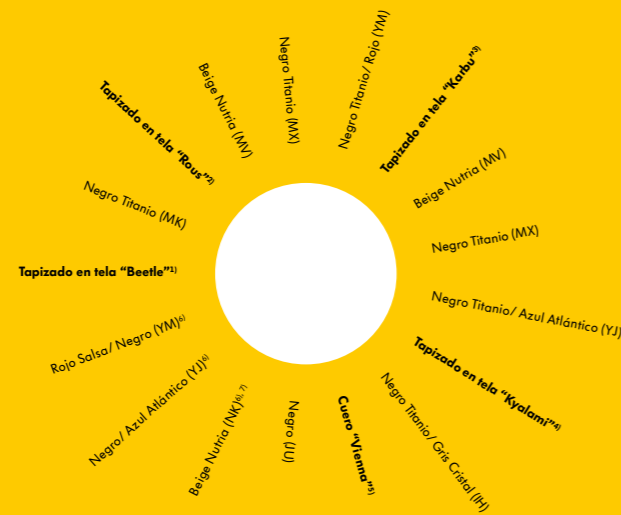 Tapizado en tela “Beetle”¹⁾
Negro Titanio (MK)
Tapizado en tela “Rous”²⁾
Beige Nutria (MV)
Negro Titanio (MX)
Negro Titanio/ Rojo (YM)
Tapizado en tela “Karbu”³⁾
Beige Nutria (MV)
Negro Titanio (MX)
Negro Titanio/ Azul Atlántico (YJ)
Tapizado en tela “Kyalami”⁴⁾
Negro Titanio/ Gris Cristal (IH)
Cuero “Vienna”⁵⁾
Negro (UU)
Beige Nutria (NK)⁶⁾, ⁷⁾
Negro/ Azul Atlántico (YJ)⁶⁾
Rojo Salsa/ Negro (YM)⁶⁾